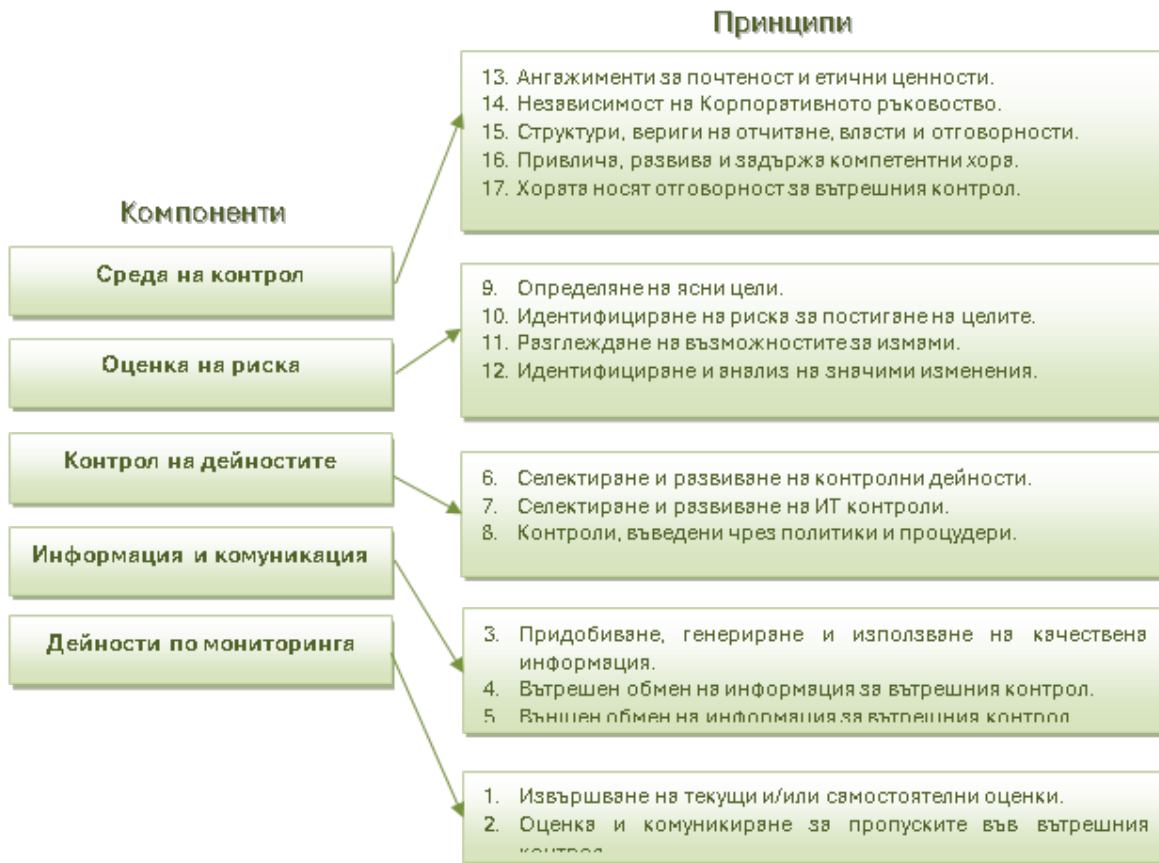 Принципи
13. Ангажименти за почтеност и етични ценности.
14. Независимост на Корпоративното ръковоство.
15. Структури, вериги на отчитане, власти и отговорности.
16. Привлича, развива и задържа компетентни хора.
17. Хората носят отговорност за вътрешния контрол.
Компоненти
Среда на контрол
Оценка на риска
Контрол на дейностите
Информация и комуникация
Дейности по мониторинга
9. Определяне на ясни цели.
10. Идентифициране на риска за постигане на целите.
11. Разглеждане на възможностите за измами.
12. Идентифициране и анализ на значими изменения.
6. Селектиране и развиване на контролни дейности.
7. Селектиране и развиване на ИТ контроли.
8. Контроли, въведени чрез политики и процудери.
3. Придобиване, генериране и използване на качествена
информация.
4. Вътрешен обмен на информация за вътрешния контрол.
5. Външен обмен на информация за вътрешния контрол
1. Извършване на текущи и/или самостоятелни оценки.
2. Оценка и комуникиране за пропуските във вътрешния
контрол